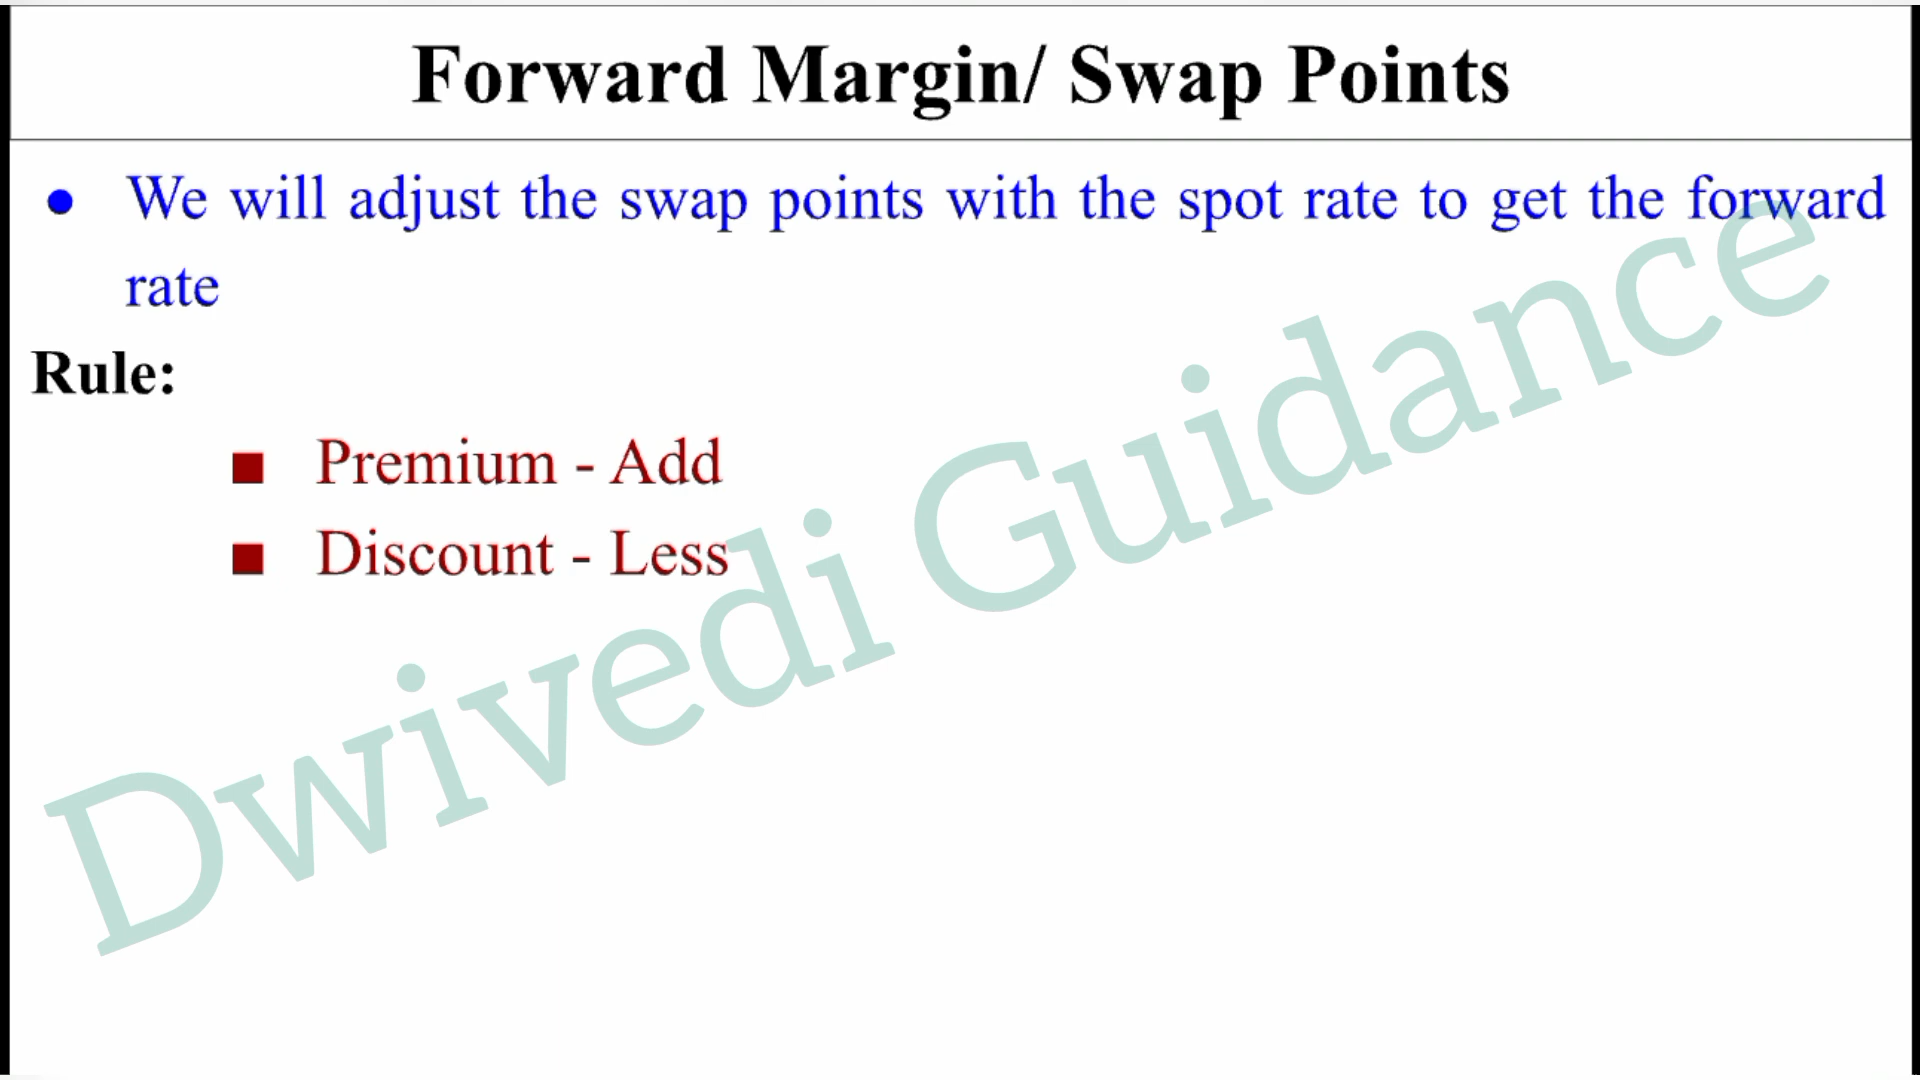 Forward Margin/ Swap Points
● We will adjust the swap points with the spot rate to get the forward
rate
Rule:
■ Premium - Add
■ Discount - Less
Dwivedi Guidance